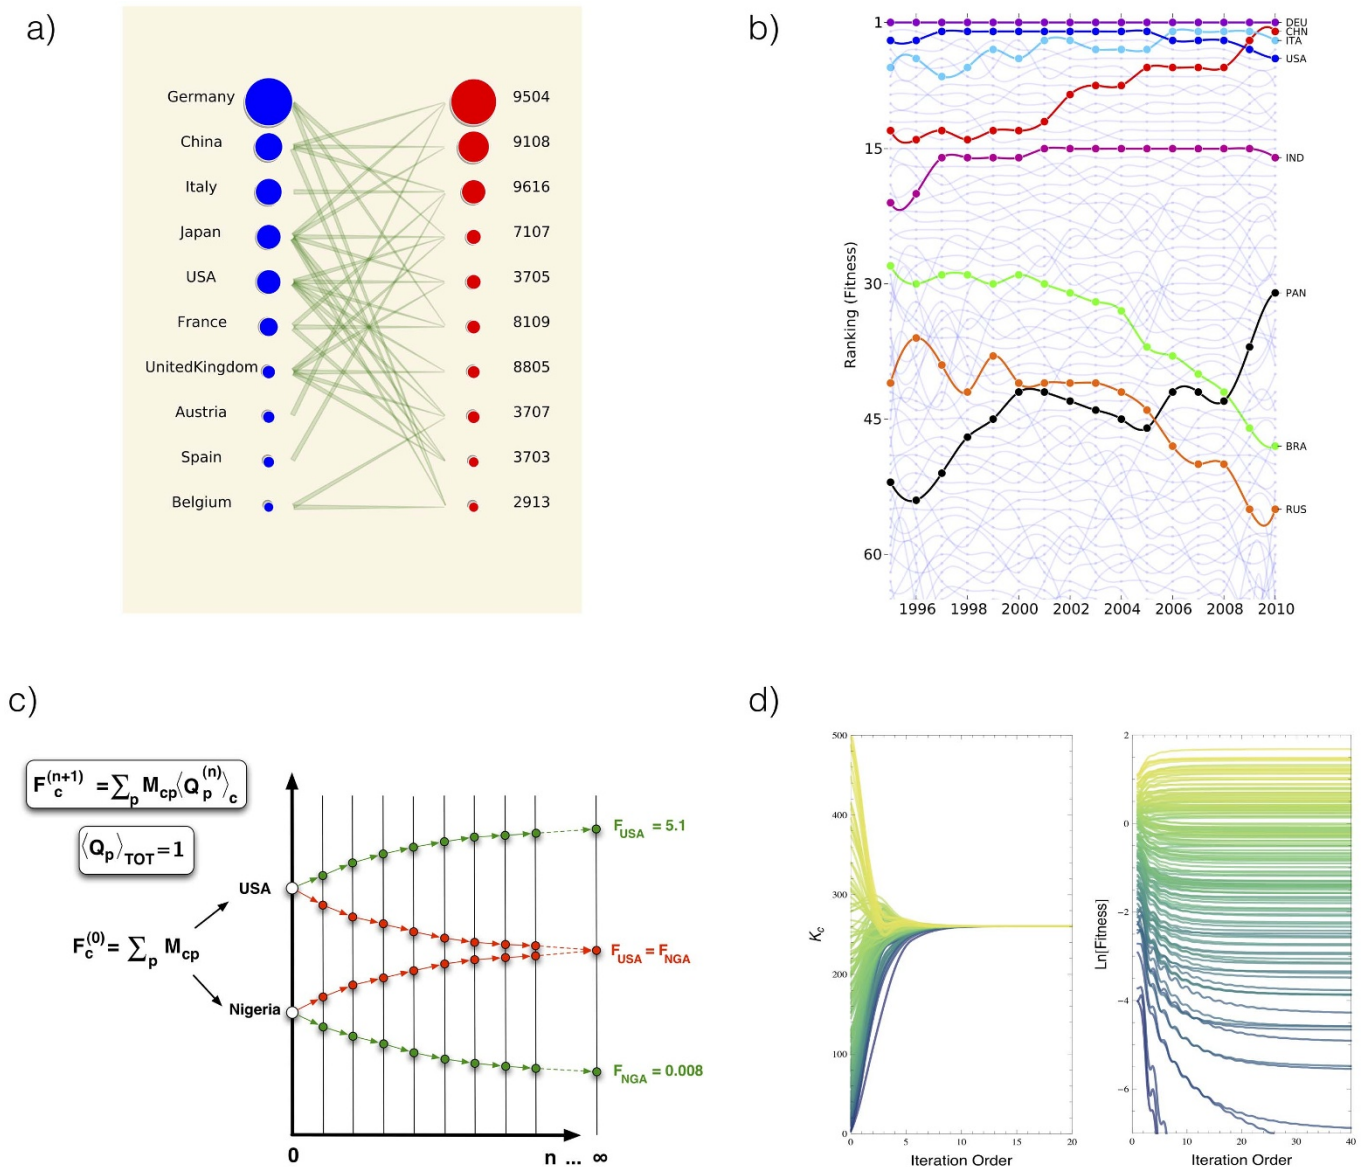 a)
Germany 9504
China 9108
Italy 9616
Japan 7107
USA 3705
France 8109
UnitedKingdom 8805
Austria 3707
Spain 3703
Belgium 2913
b)
Ranking (Fitness)
1
15
30
45
60
1996 1998 2000 2002 2004 2006 2008 2010
DEU
CHN
ITA
USA
IND
PAN
BRA
RUS
c)
F_c^(n+1) = ∑_p M_cp ⟨Q_p^(n)⟩_c
⟨Q_p⟩_TOT = 1
F_c^(0) = ∑_p M_cp
USA
Nigeria
F_USA = 5.1
F_USA = F_NGA
F_NGA = 0.008
0 n ... ∞
d)
K_c
500
400
300
200
100
0
0 5 10 15 20
Iteration Order
Ln[Fitness]
2
0
−2
−4
−6
0 10 20 30 40
Iteration Order